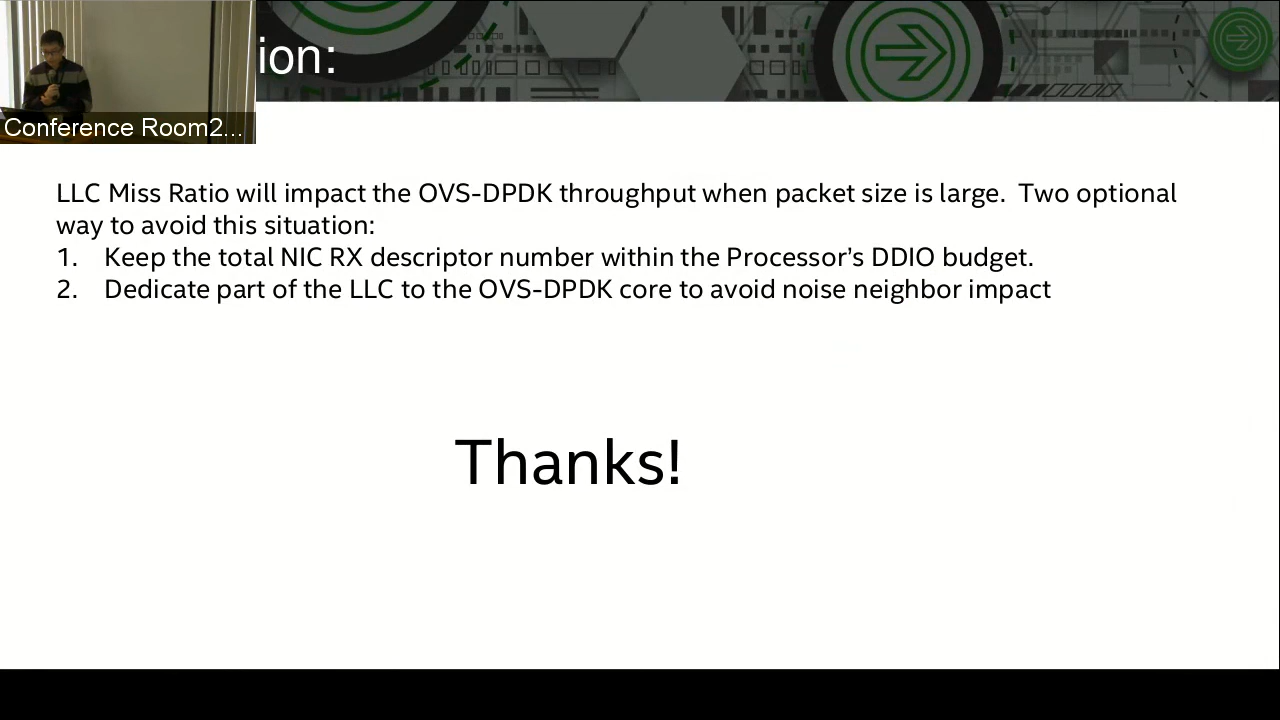 ion:
Conference Room2...
LLC Miss Ratio will impact the OVS-DPDK throughput when packet size is large.  Two optional
way to avoid this situation:
1. Keep the total NIC RX descriptor number within the Processor’s DDIO budget.
2. Dedicate part of the LLC to the OVS-DPDK core to avoid noise neighbor impact
Thanks!